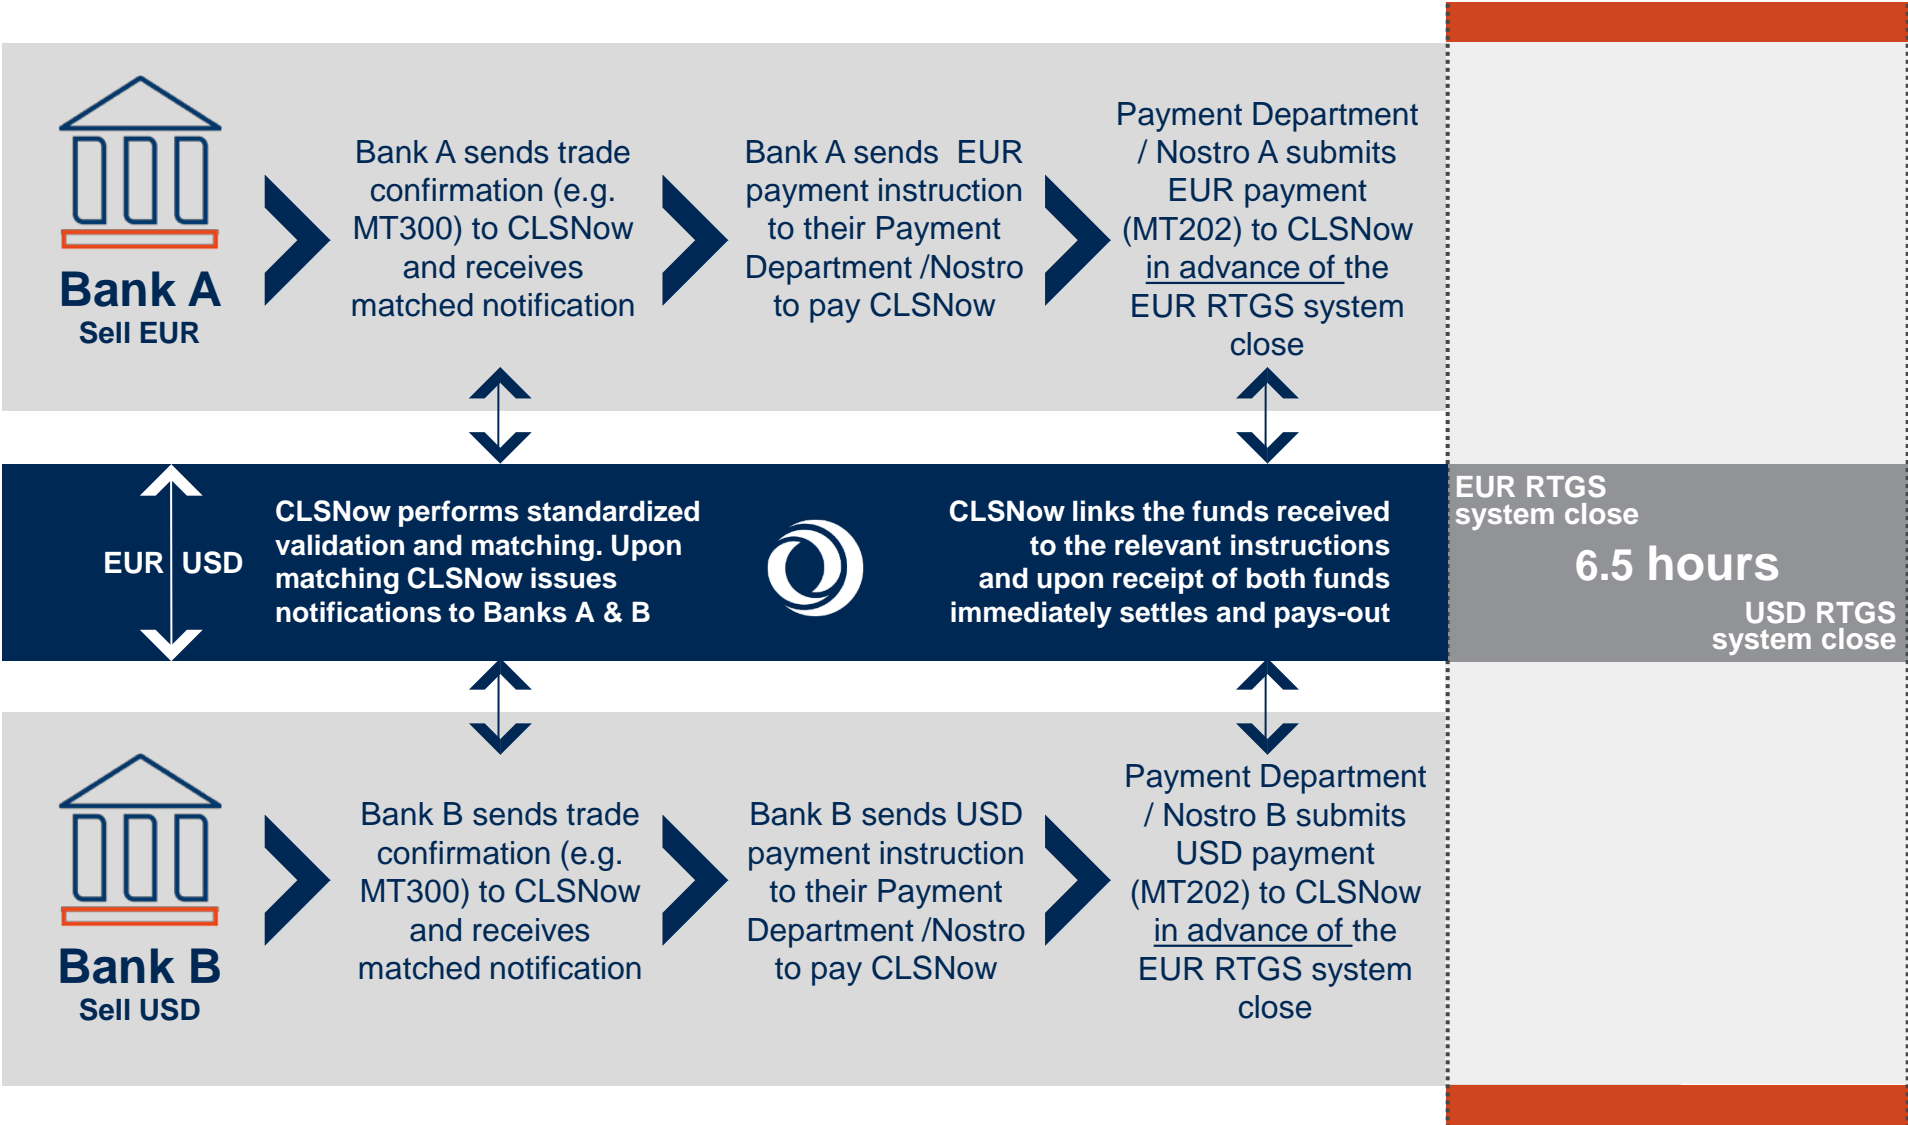 Bank A
Sell EUR
Bank A sends trade
confirmation (e.g.
MT300) to CLSNow
and receives
matched notification
Bank A sends  EUR
payment instruction
to their Payment
Department /Nostro
to pay CLSNow
Payment Department
/ Nostro A submits
EUR payment
(MT202) to CLSNow
in advance of the
EUR RTGS system
close
EUR
USD
CLSNow performs standardized
validation and matching. Upon
matching CLSNow issues
notifications to Banks A & B
CLSNow links the funds received
to the relevant instructions
and upon receipt of both funds
immediately settles and pays-out
EUR RTGS
system close
6.5 hours
USD RTGS
system close
Bank B
Sell USD
Bank B sends trade
confirmation (e.g.
MT300) to CLSNow
and receives
matched notification
Bank B sends USD
payment instruction
to their Payment
Department /Nostro
to pay CLSNow
Payment Department
/ Nostro B submits
USD payment
(MT202) to CLSNow
in advance of the
EUR RTGS system
close